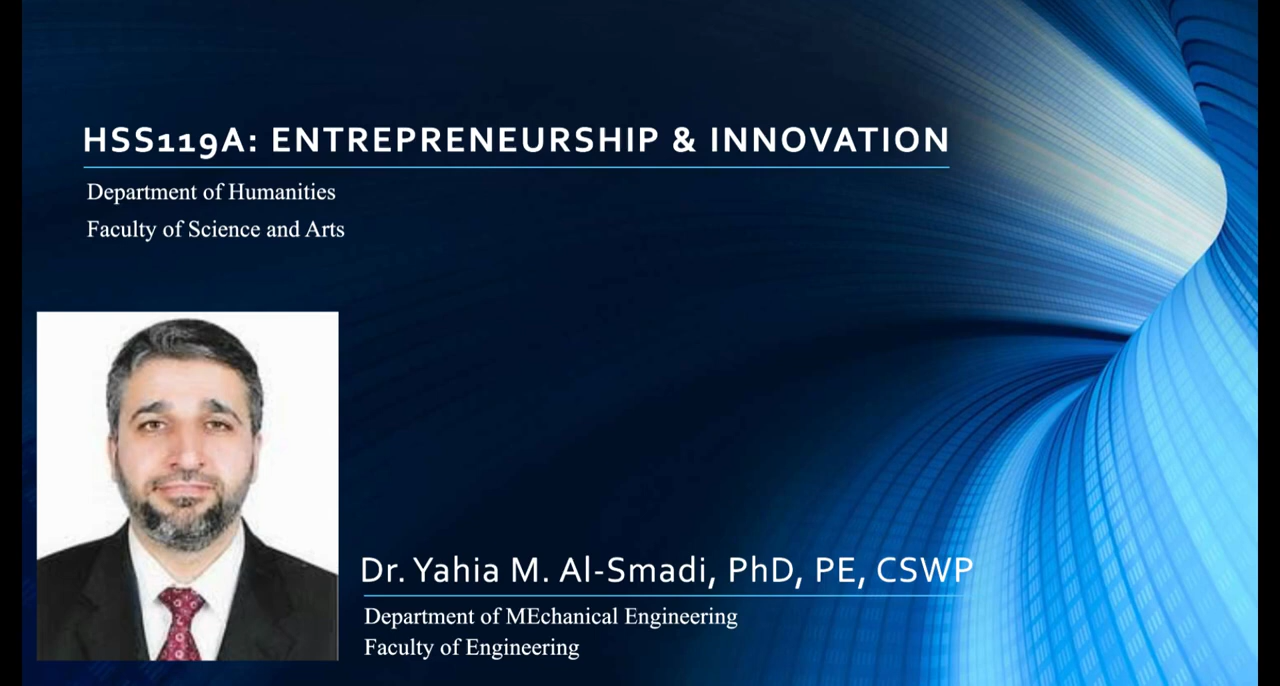 HSS119A: ENTREPRENEURSHIP & INNOVATION
Department of Humanities
Faculty of Science and Arts
Dr. Yahia M. Al-Smadi, PhD, PE, CSWP
Department of MEchanical Engineering
Faculty of Engineering